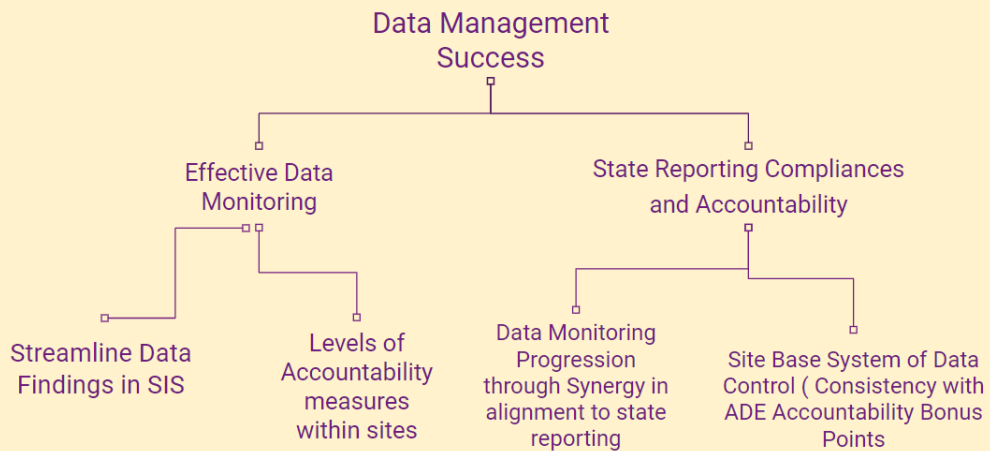 Data Management
Success
Effective Data
Monitoring
State Reporting Compliances
and Accountability
Streamline Data
Findings in SIS
Levels of
Accountability
measures
within sites
Data Monitoring
Progression
through Synergy in
alignment to state
reporting
Site Base System of Data
Control ( Consistency with
ADE Accountability Bonus
Points